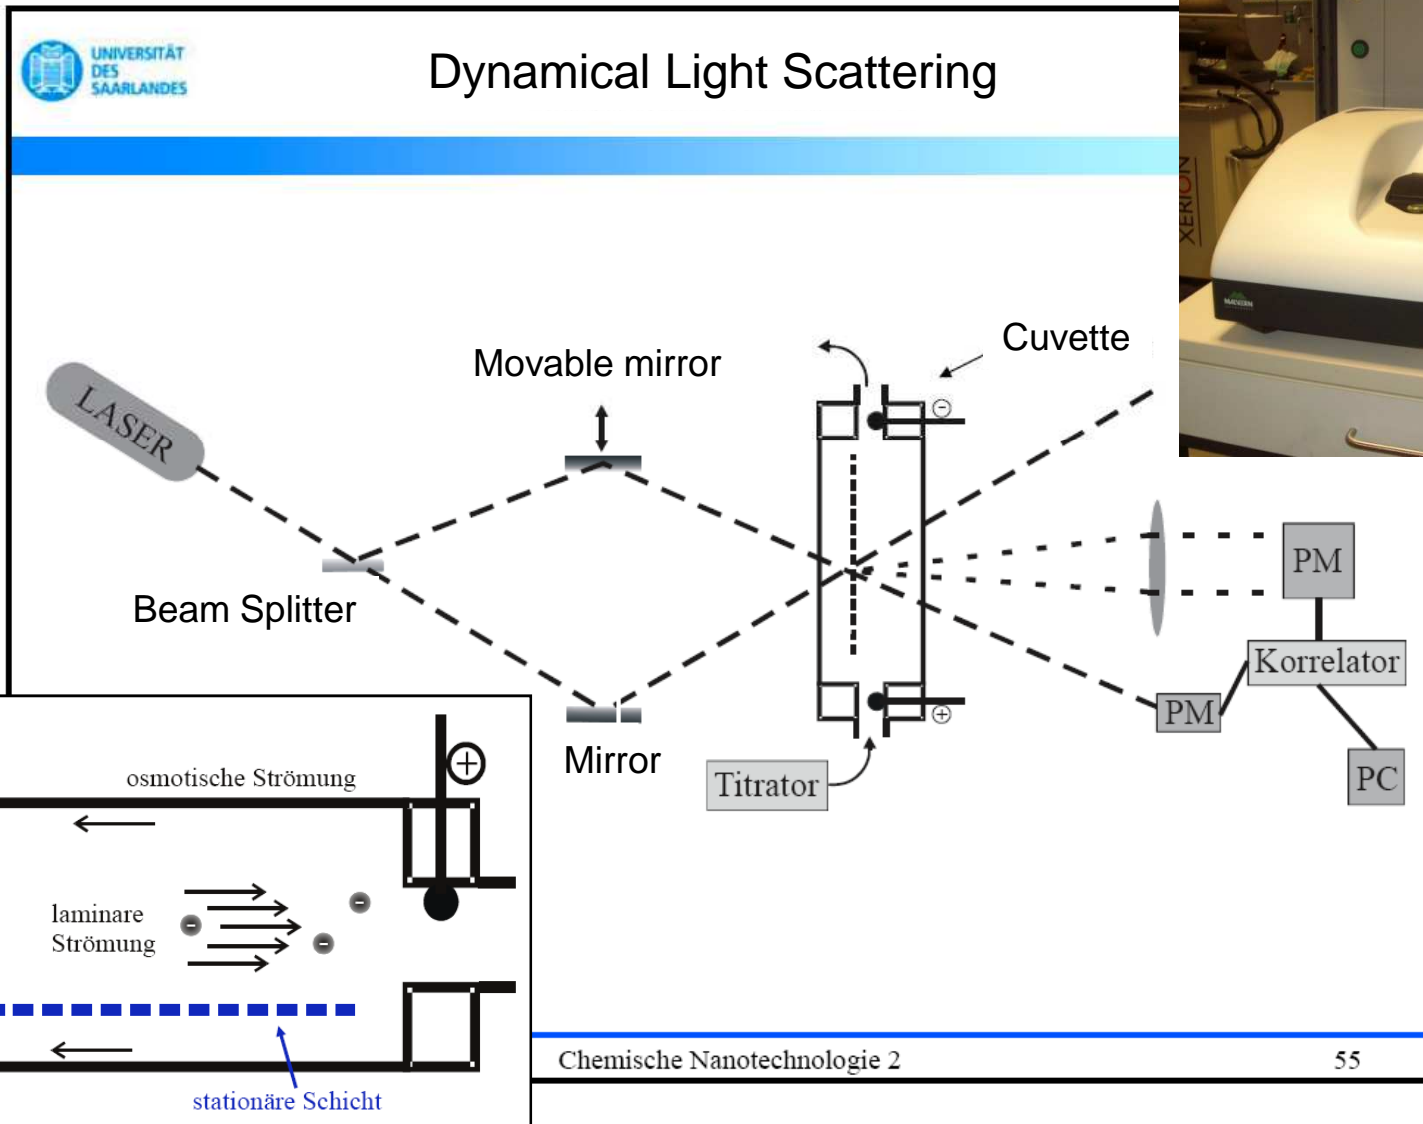 UNIVERSITÄT
DES
SAARLANDES
Dynamical Light Scattering
XERION
MALVERN
Cuvette
Movable mirror
LASER
−
Beam Splitter
PM
Korrelator
PM
+
Mirror
Titrator
PC
osmotische Strömung
+
laminare
Strömung
-
-
-
stationäre Schicht
Chemische Nanotechnologie 2
55